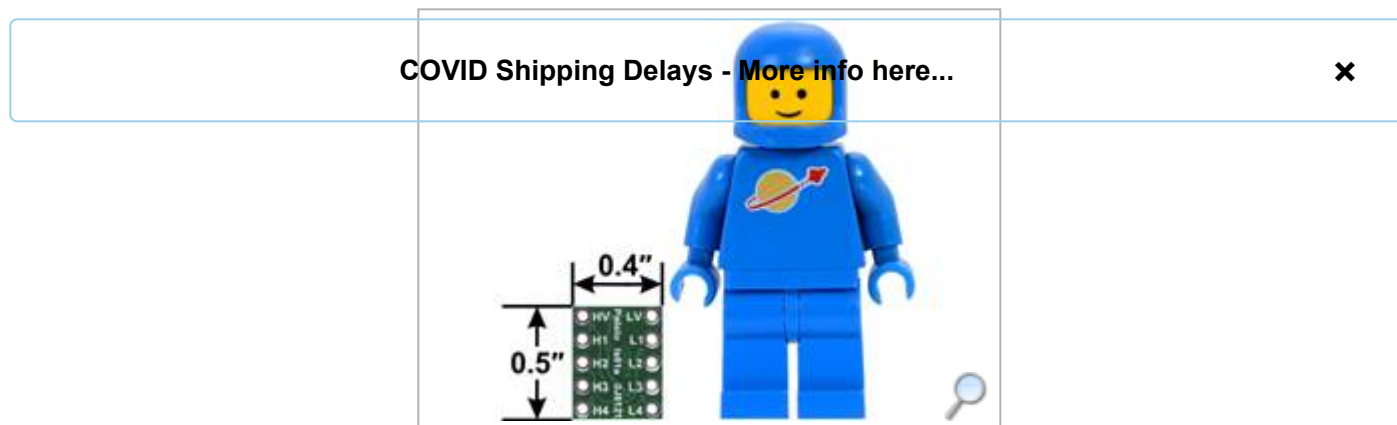 COVID Shipping Delays - More info here... ×
0.4″
0.5″
HV LV
H1 L1
H2 L2
H3 L3
H4 L4